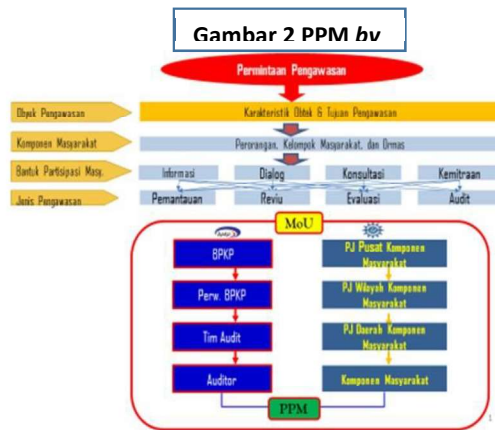 Gambar 2 PPM by
Permintaan Pengawasan
Obyek Pengawasan
Karakteristik Obtek & Tujuan Pengawasan
Komponen Masyarakat
Perorangan, Kelompok Masyarakat, dan Ormas
Bantuk Partisipasi Masy.
Informasi
Dialog
Konsultasi
Kemitraan
Jenis Pengawasan
Pemantauan
Reviu
Evaluasi
Audit
MoU
BPKP
PJ Pusat Komponen
Masyarakat
Perw. BPKP
PJ Wilayah Komponen
Masyarakat
Tim Audit
PJ Daerah Komponen
Masyarakat
Auditor
Komponen Masyarakat
PPM
1